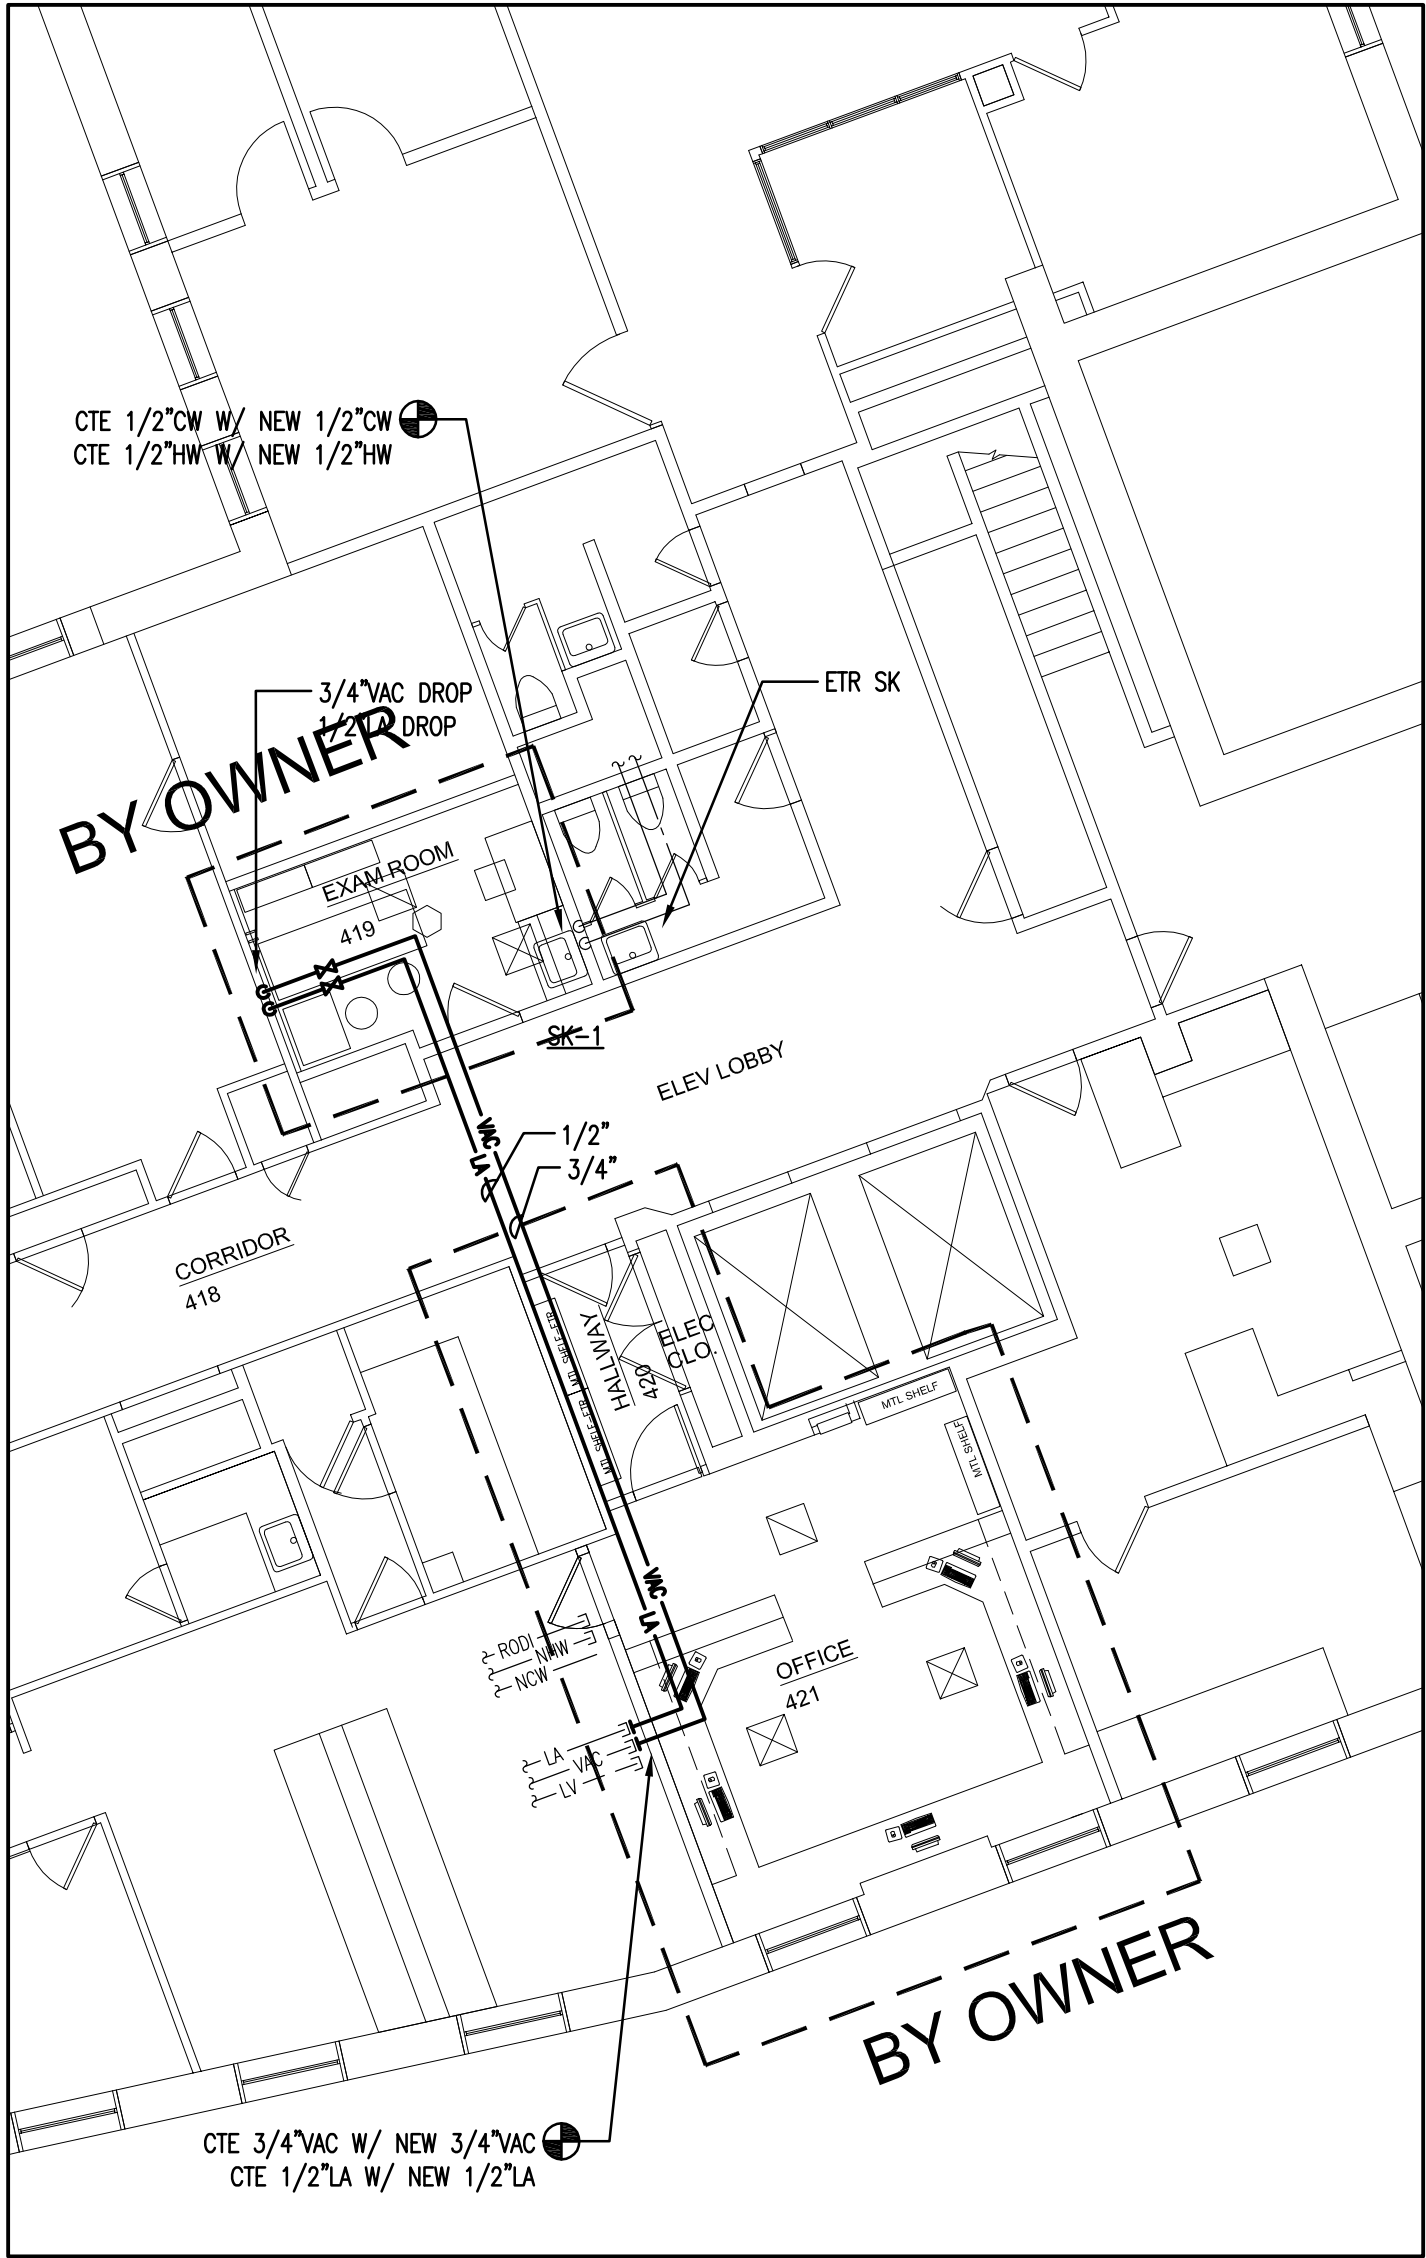 CTE 1/2"CW W/ NEW 1/2"CW
CTE 1/2"HW W/ NEW 1/2"HW
3/4"VAC DROP
1/2"LA DROP
ETR SK
BY OWNER
EXAM ROOM
419
SK-1
ELEV LOBBY
VAC
LA
1/2"
3/4"
CORRIDOR
418
MTL SHELF-ETR
MTL SHELF-ETR
HALLWAY
420
ELEC
CLO.
MTL SHELF
MTL SHELF
VAC
LA
RODI
NHW
NCW
OFFICE
421
LA
VAC
LV
BY OWNER
CTE 3/4"VAC W/ NEW 3/4"VAC
CTE 1/2"LA W/ NEW 1/2"LA